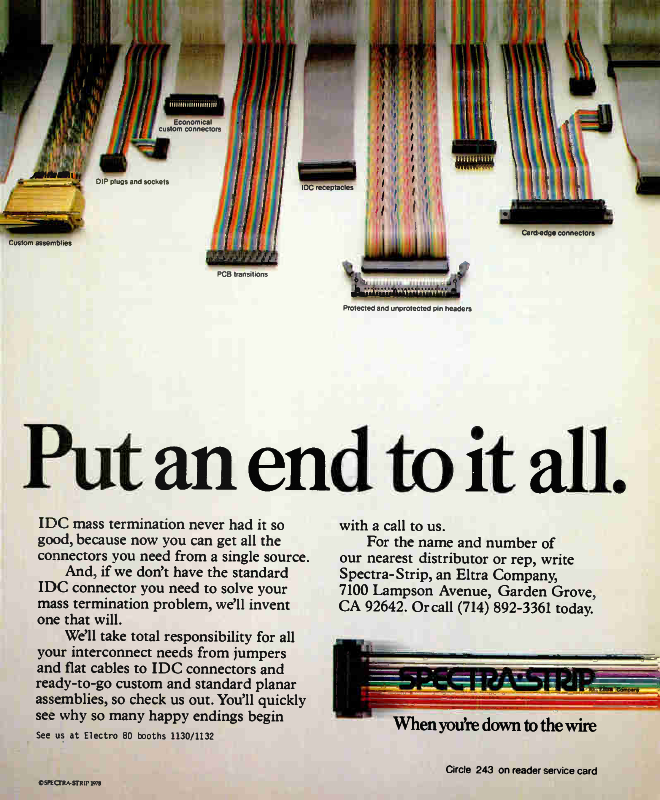 Economical
custom connectors
DIP plugs and sockets
IDC receptacles
Custom assemblies
Card-edge connectors
PCB transitions
Protected and unprotected pin headers
Put an end to it all.
IDC mass termination never had it so
good, because now you can get all the
connectors you need from a single source.
And, if we don't have the standard
IDC connector you need to solve your
mass termination problem, we'll invent
one that will.
We'll take total responsibility for all
your interconnect needs from jumpers
and flat cables to IDC connectors and
ready-to-go custom and standard planar
assemblies, so check us out. You'll quickly
see why so many happy endings begin
See us at Electro 80 booths 1130/1132
©SPECTRA-STRIP 1978
with a call to us.
For the name and number of
our nearest distributor or rep, write
Spectra-Strip, an Eltra Company,
7100 Lampson Avenue, Garden Grove,
CA 92642. Or call (714) 892-3361 today.
SPECTRA-STRIP
An Eltra Company
When you're down to the wire
Circle 243 on reader service card